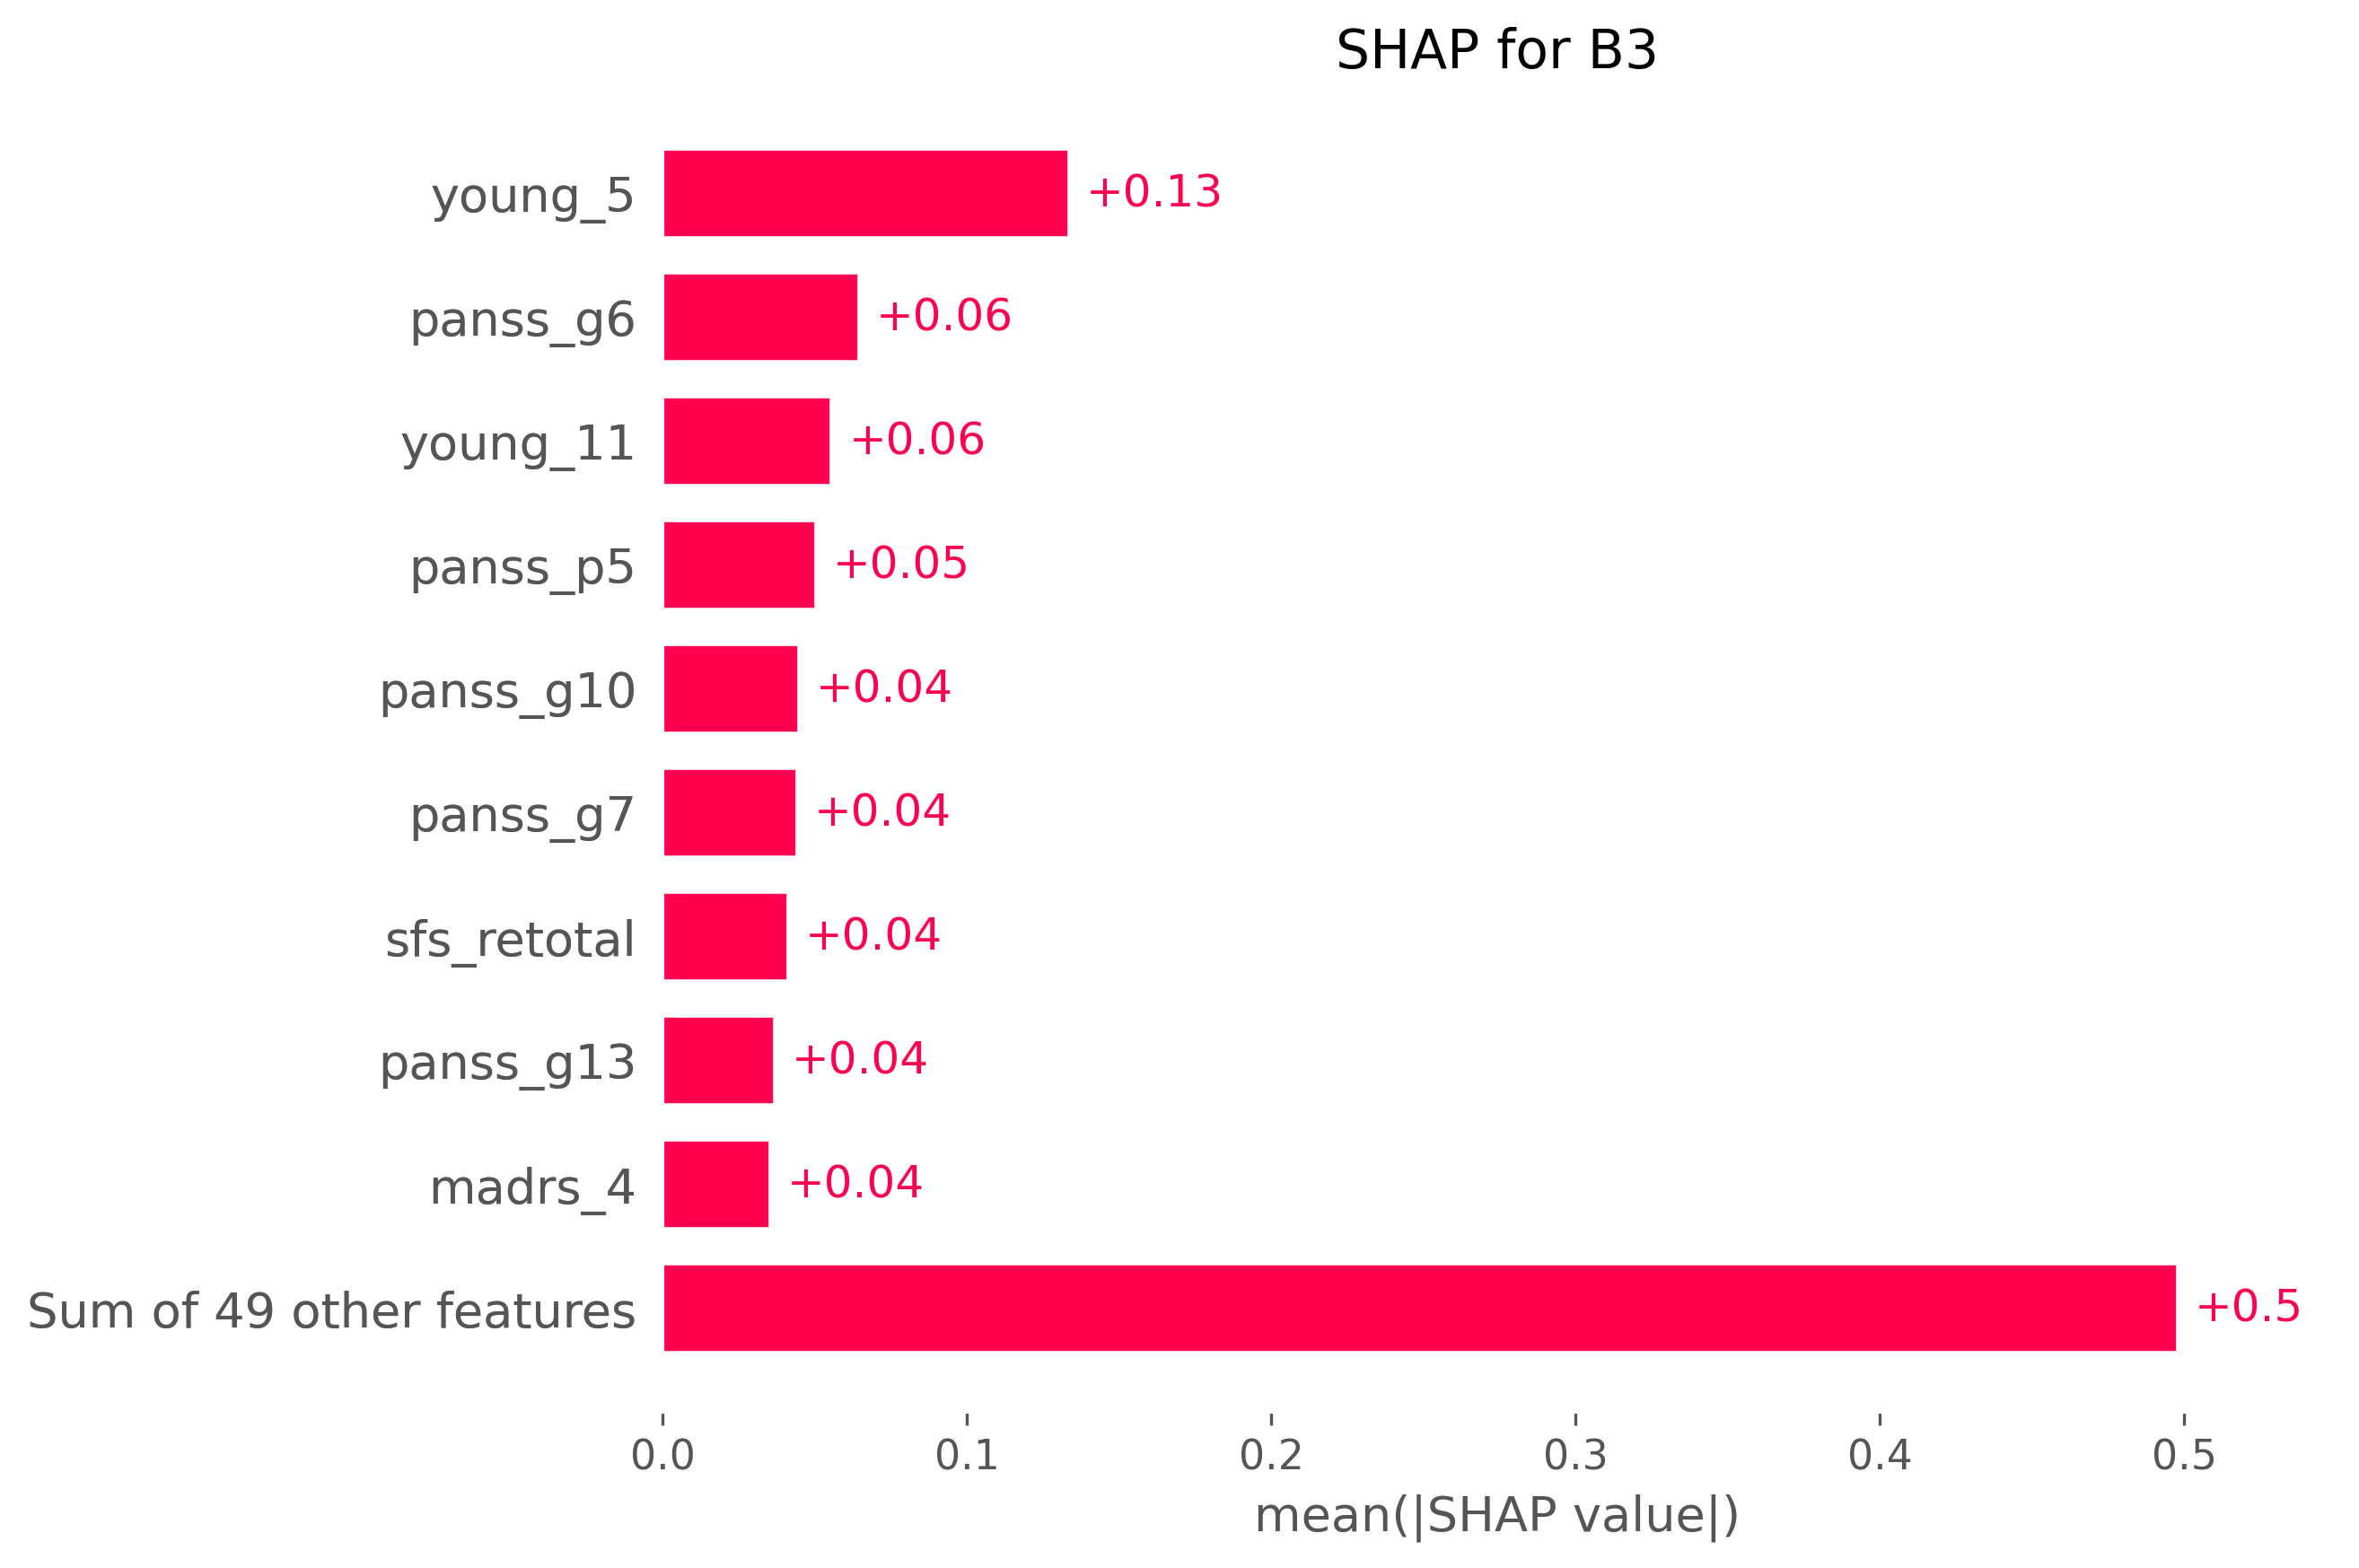 SHAP for B3
young_5 +0.13
panss_g6 +0.06
young_11 +0.06
panss_p5 +0.05
panss_g10 +0.04
panss_g7 +0.04
sfs_retotal +0.04
panss_g13 +0.04
madrs_4 +0.04
Sum of 49 other features +0.5
0.0 0.1 0.2 0.3 0.4 0.5
mean(|SHAP value|)